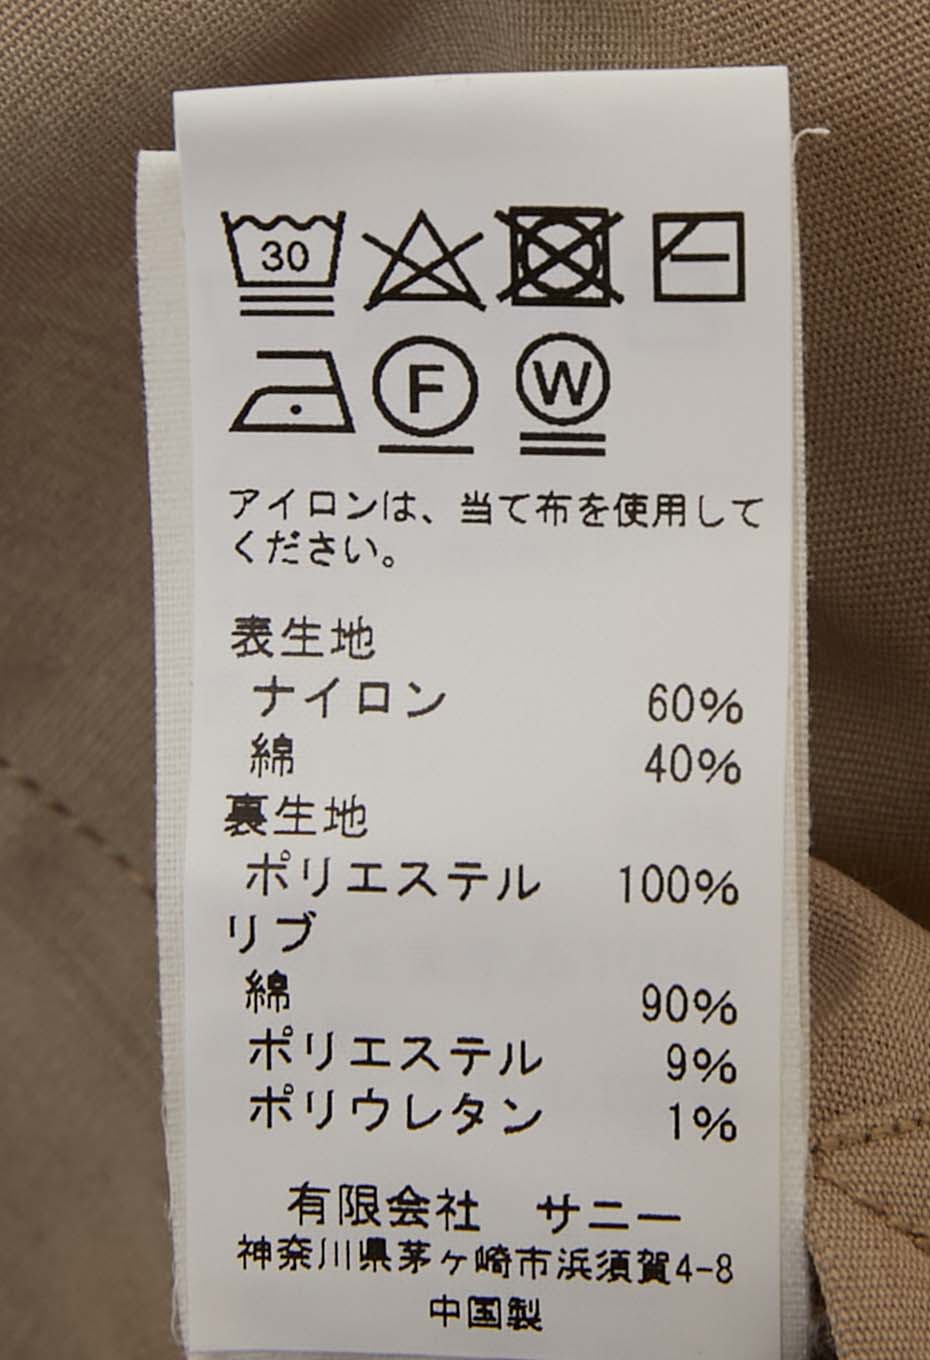 30
F W
アイロンは、当て布を使用して
ください。
表生地
ナイロン 60%
綿 40%
裏生地
ポリエステル 100%
リブ
綿 90%
ポリエステル 9%
ポリウレタン 1%
有限会社 サニー
神奈川県茅ヶ崎市浜須賀4-8
中国製